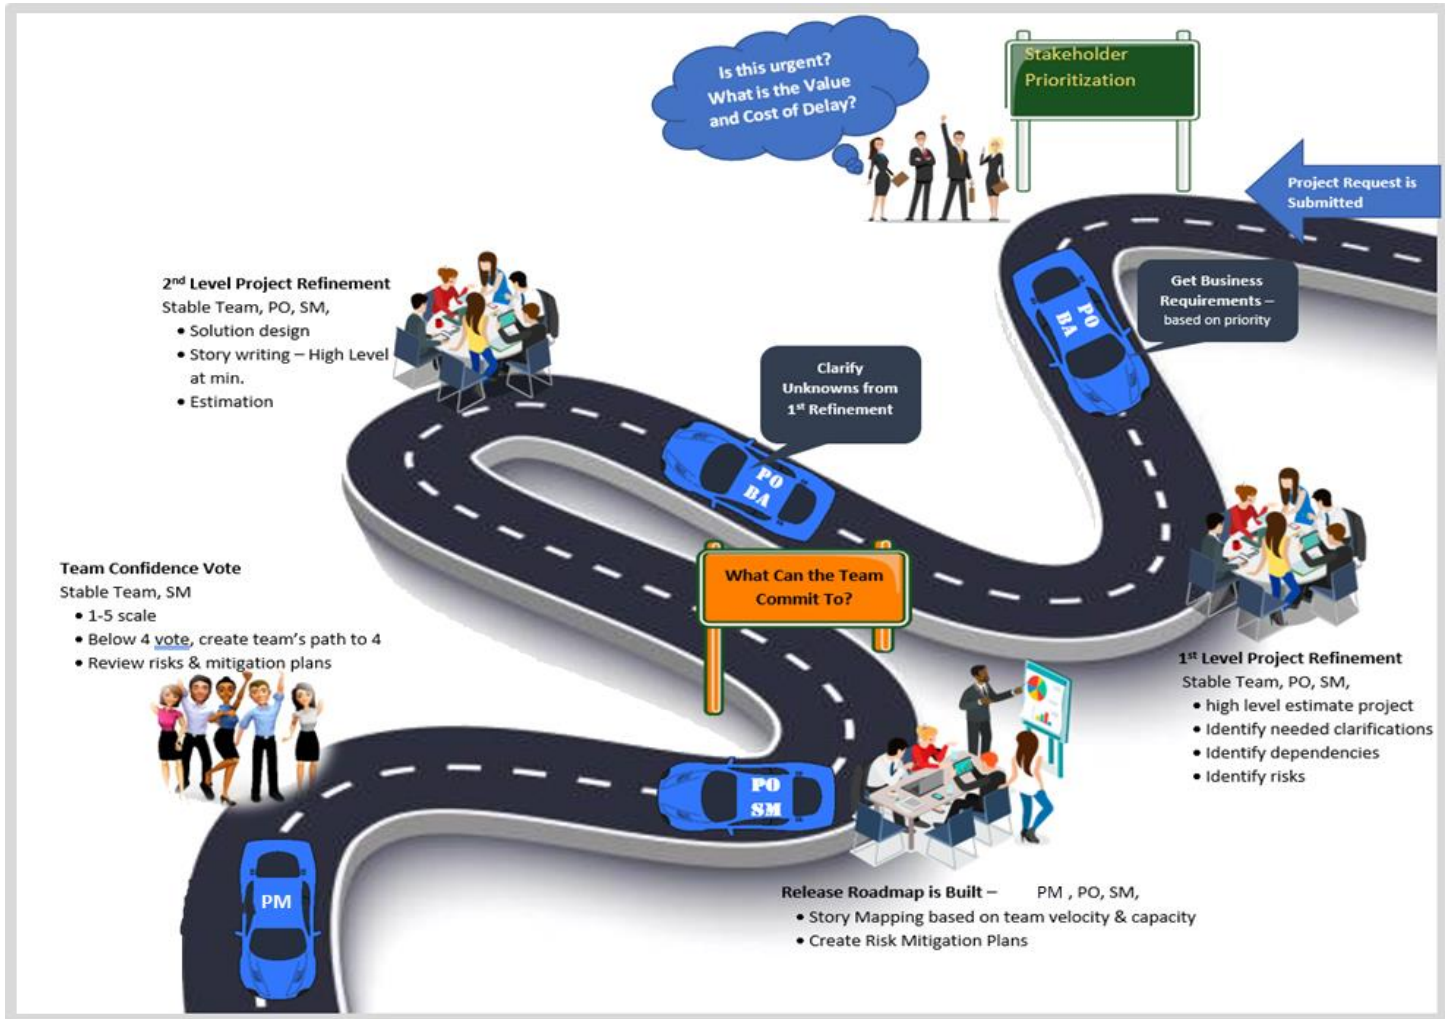 Is this urgent?
What is the Value
and Cost of Delay?
Stakeholder
Prioritization
Project Request is
Submitted
PO
BA
Get Business
Requirements –
based on priority
2nd Level Project Refinement
Stable Team, PO, SM,
• Solution design
• Story writing – High Level
at min.
• Estimation
Clarify
Unknowns from
1st Refinement
PO
BA
What Can the Team
Commit To?
Team Confidence Vote
Stable Team, SM
• 1-5 scale
• Below 4 vote, create team’s path to 4
• Review risks & mitigation plans
1st Level Project Refinement
Stable Team, PO, SM,
• high level estimate project
• Identify needed clarifications
• Identify dependencies
• Identify risks
PO
SM
PM
Release Roadmap is Built – PM , PO, SM,
• Story Mapping based on team velocity & capacity
• Create Risk Mitigation Plans